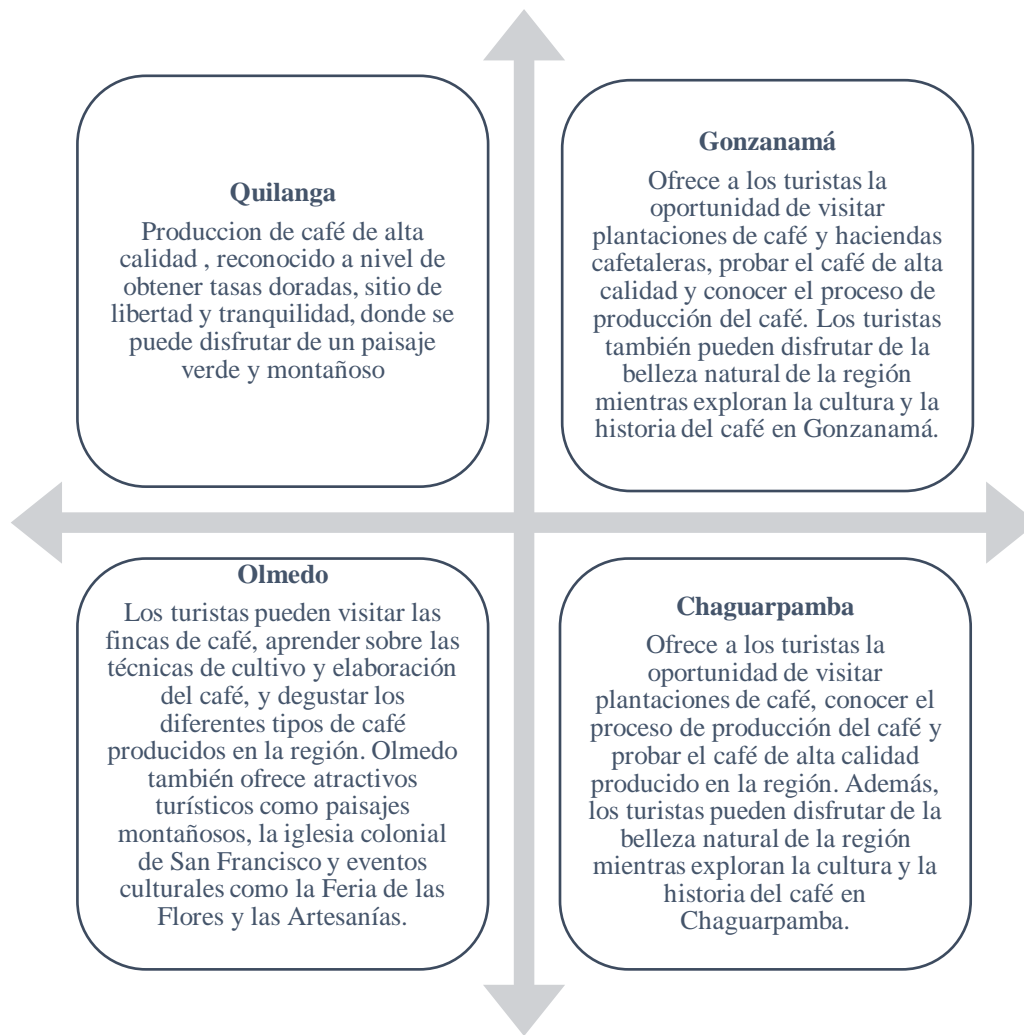 Quilanga
Produccion de café de alta
calidad , reconocido a nivel de
obtener tasas doradas, sitio de
libertad y tranquilidad, donde se
puede disfrutar de un paisaje
verde y montañoso
Gonzanamá
Ofrece a los turistas la
oportunidad de visitar
plantaciones de café y haciendas
cafetaleras, probar el café de alta
calidad y conocer el proceso de
producción del café. Los turistas
también pueden disfrutar de la
belleza natural de la región
mientras exploran la cultura y la
historia del café en Gonzanamá.
Olmedo
Los turistas pueden visitar las
fincas de café, aprender sobre las
técnicas de cultivo y elaboración
del café, y degustar los
diferentes tipos de café
producidos en la región. Olmedo
también ofrece atractivos
turísticos como paisajes
montañosos, la iglesia colonial
de San Francisco y eventos
culturales como la Feria de las
Flores y las Artesanías.
Chaguarpamba
Ofrece a los turistas la
oportunidad de visitar
plantaciones de café, conocer el
proceso de producción del café y
probar el café de alta calidad
producido en la región. Además,
los turistas pueden disfrutar de la
belleza natural de la región
mientras exploran la cultura y la
historia del café en
Chaguarpamba.